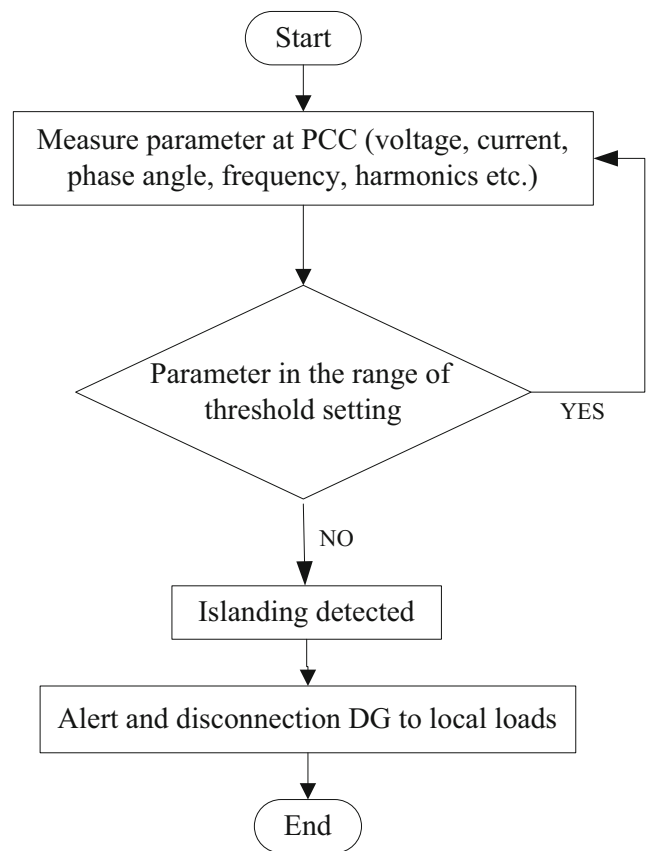 Start
Measure parameter at PCC (voltage, current,
phase angle, frequency, harmonics etc.)
Parameter in the range of
threshold setting
YES
NO
Islanding detected
Alert and disconnection DG to local loads
End